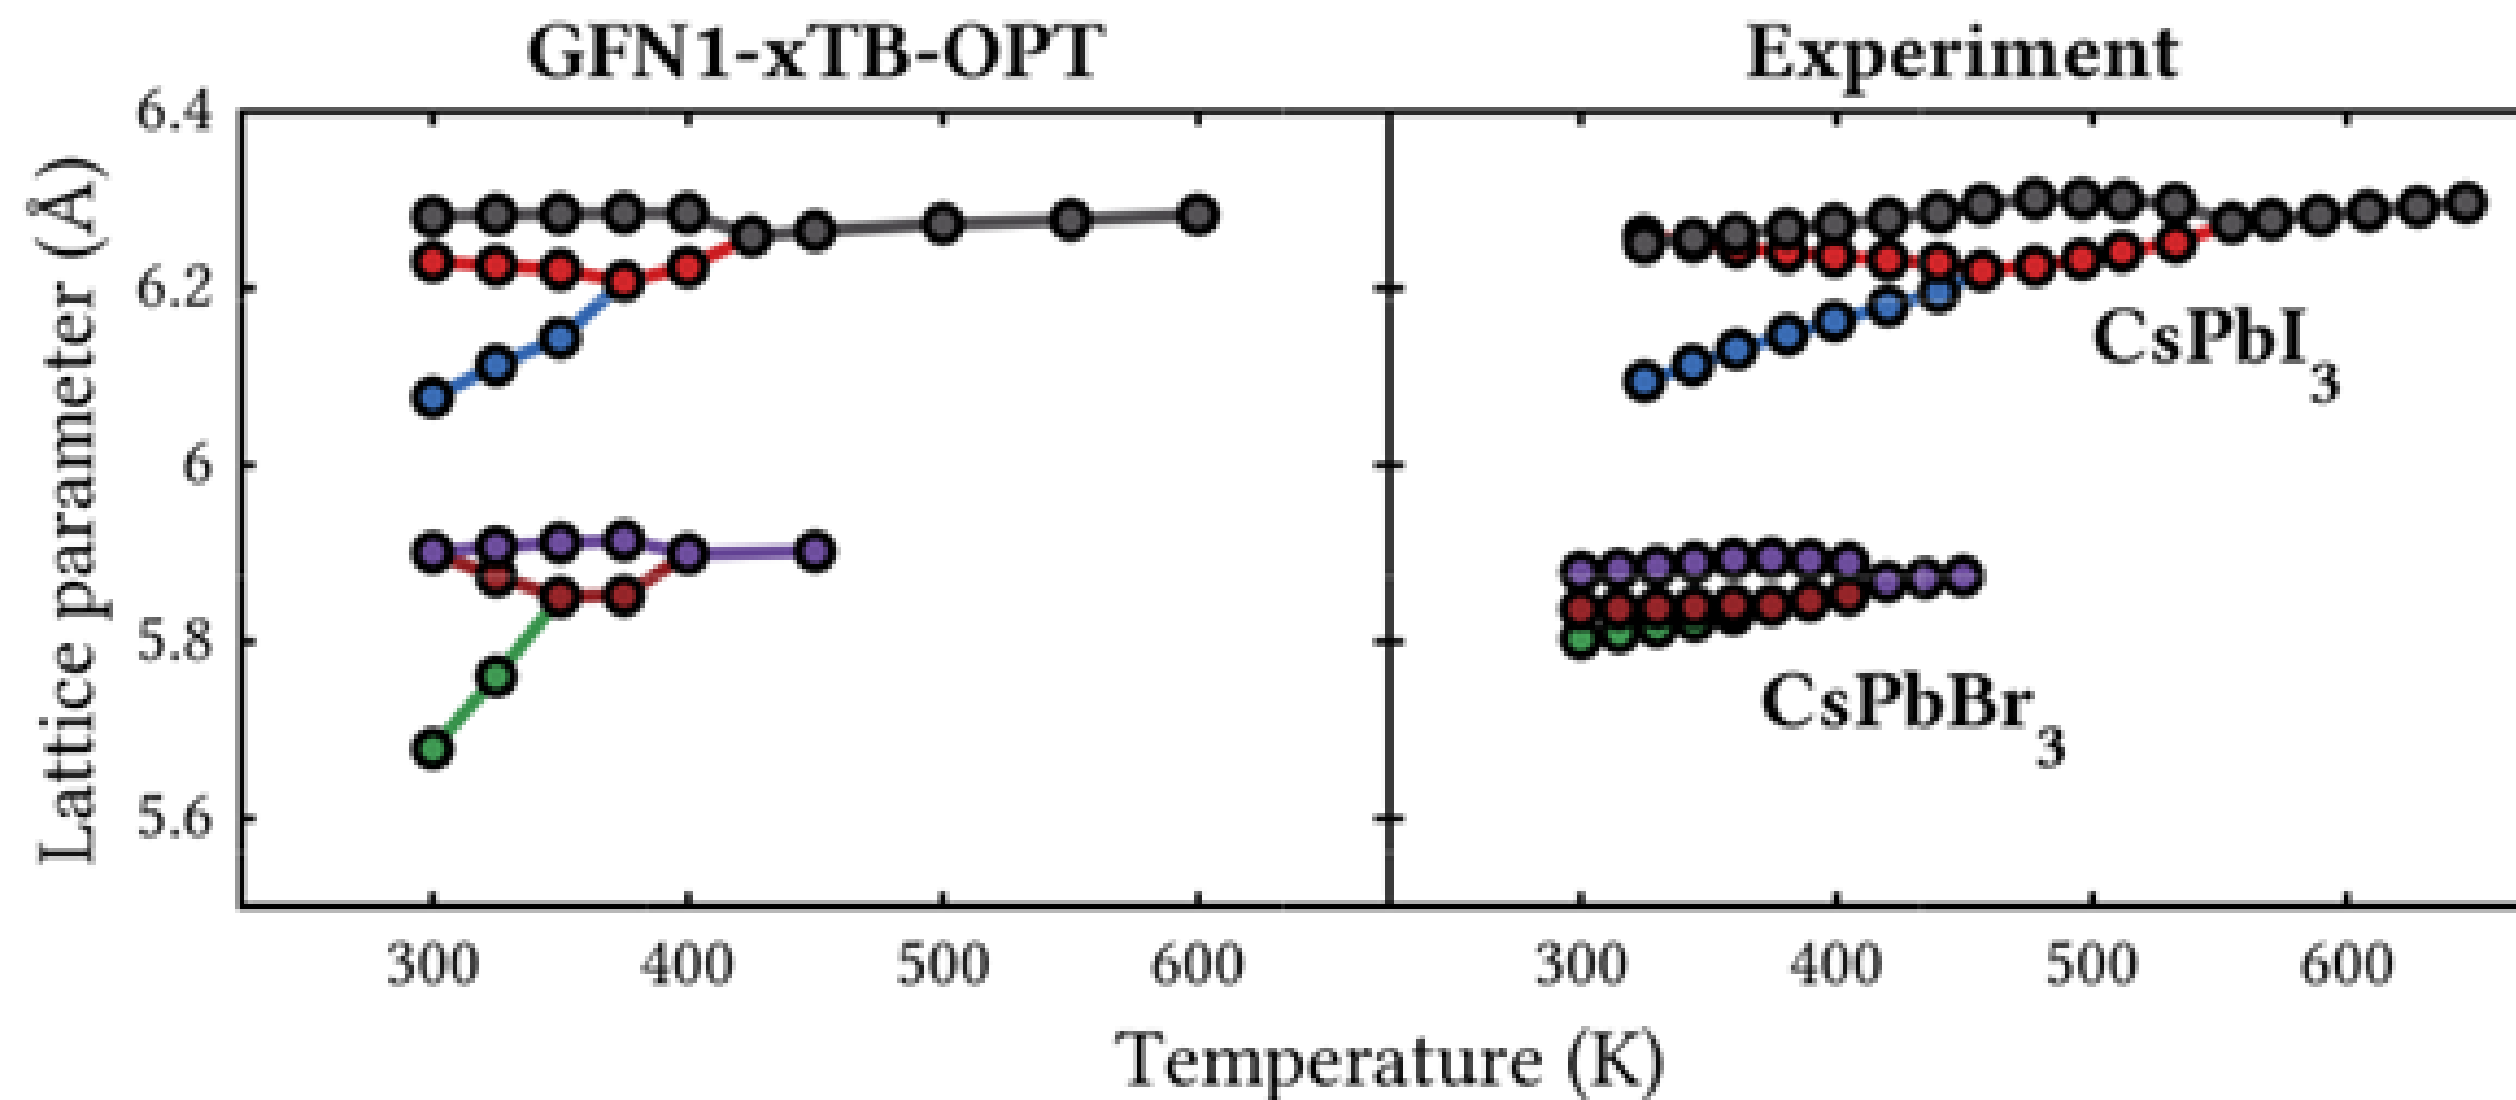 GFN1-xTB-OPT
Experiment
Lattice parameter (Å)
6.4
6.2
6
5.8
5.6
CsPbI3
CsPbBr3
300 400 500 600
300 400 500 600
Temperature (K)